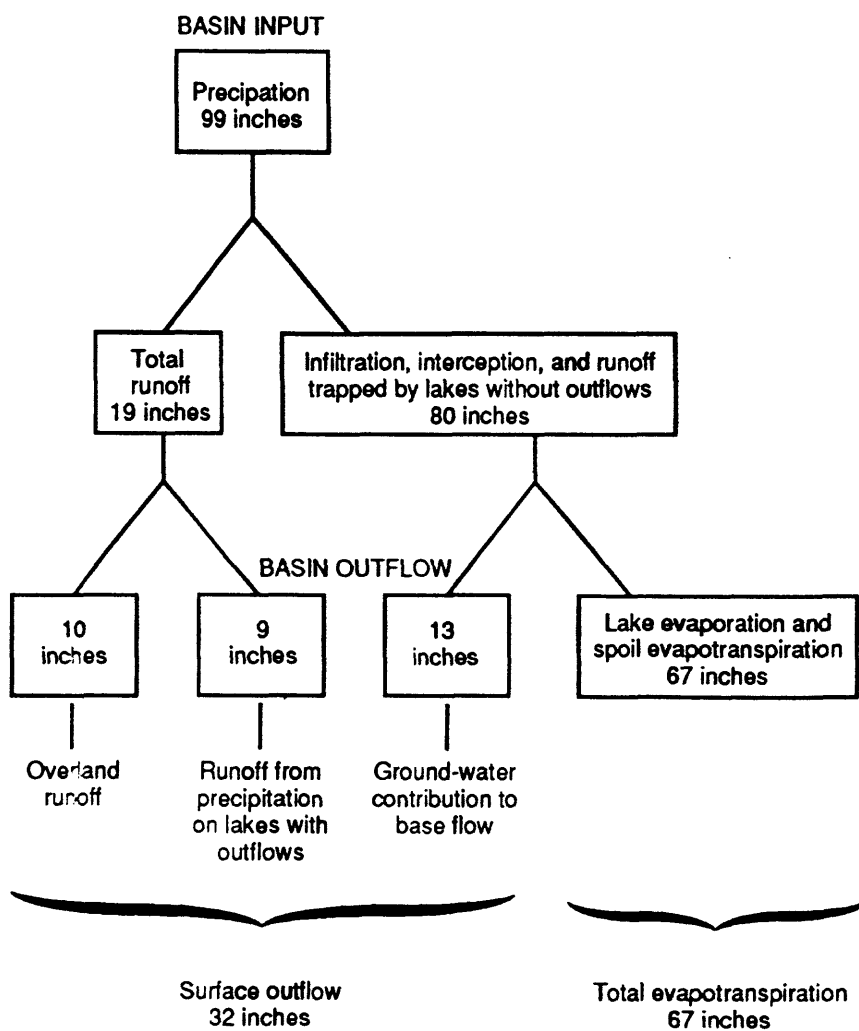 BASIN INPUT
Precipation
99 inches
Total
runoff
19 inches
Infiltration, interception, and runoff
trapped by lakes without outflows
80 inches
BASIN OUTFLOW
10
inches
9
inches
13
inches
Lake evaporation and
spoil evapotranspiration
67 inches
Overland
runoff
Runoff from
precipitation
on lakes with
outflows
Ground-water
contribution to
base flow
Surface outflow
32 inches
Total evapotranspiration
67 inches